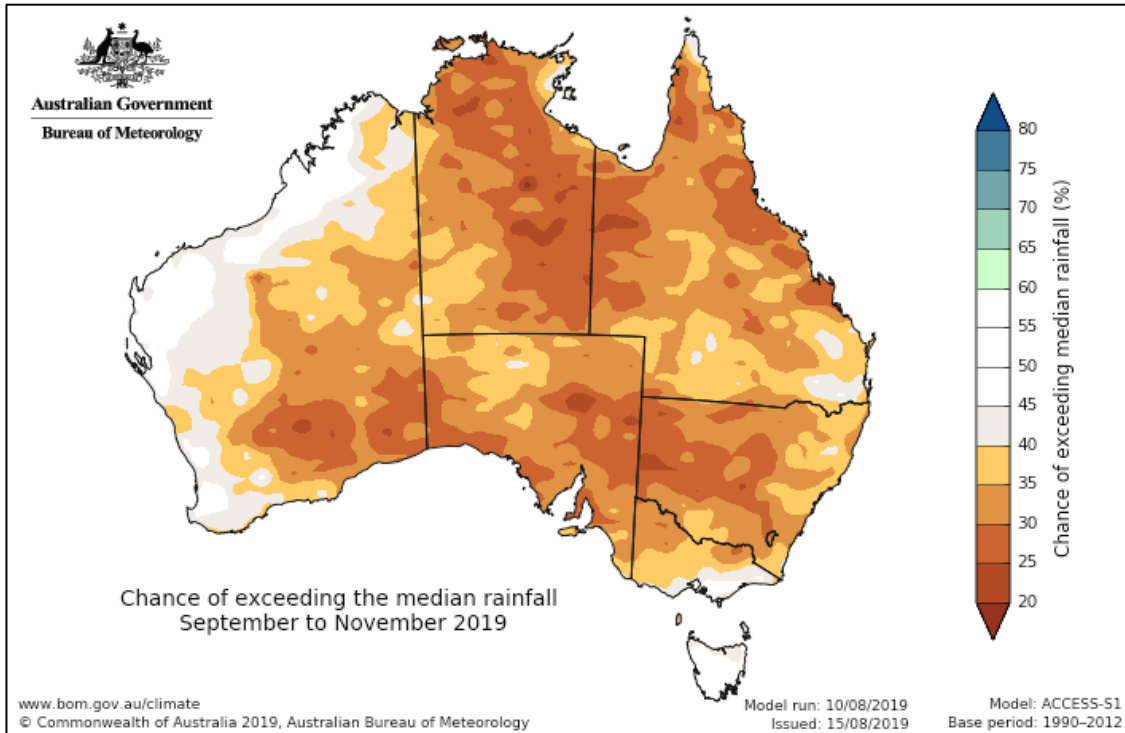 Australian Government
Bureau of Meteorology
80
75
70
65
60
55
50
45
40
35
30
25
20
Chance of exceeding median rainfall (%)
Chance of exceeding the median rainfall
September to November 2019
www.bom.gov.au/climate
© Commonwealth of Australia 2019, Australian Bureau of Meteorology
Model run: 10/08/2019
Issued: 15/08/2019
Model: ACCESS-S1
Base period: 1990–2012